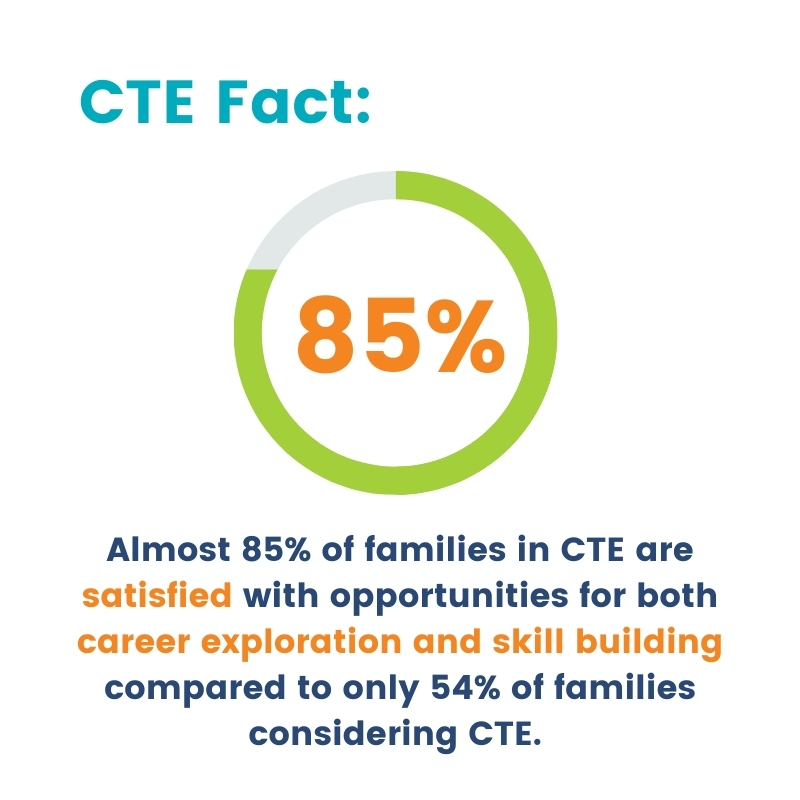 CTE Fact:
85%
Almost 85% of families in CTE are
satisfied with opportunities for both
career exploration and skill building
compared to only 54% of families
considering CTE.